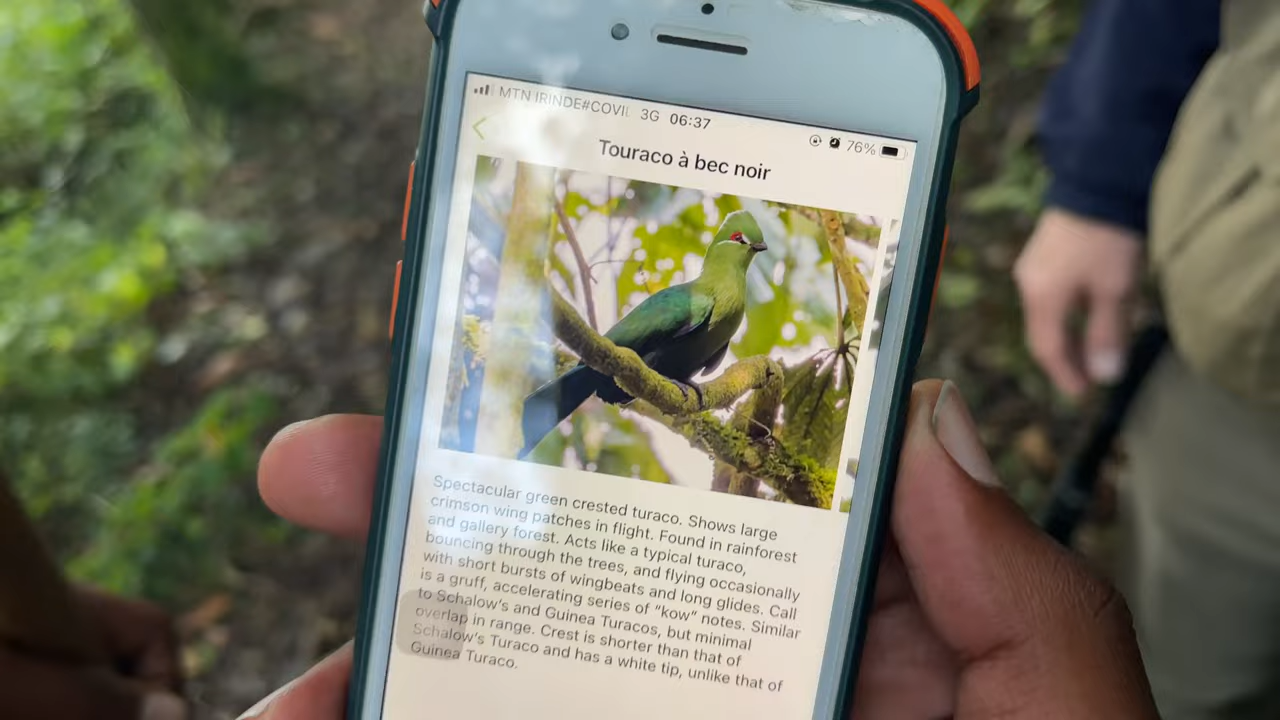 MTN IRINDE#COVI 3G 06:37 76%
Touraco à bec noir
Spectacular green crested turaco. Shows large
crimson wing patches in flight. Found in rainforest
and gallery forest. Acts like a typical turaco,
bouncing through the trees, and flying occasionally
with short bursts of wingbeats and long glides. Call
is a gruff, accelerating series of "kow" notes. Similar
to Schalow's and Guinea Turacos, but minimal
overlap in range. Crest is shorter than that of
Schalow's Turaco and has a white tip, unlike that of
Guinea Turaco.